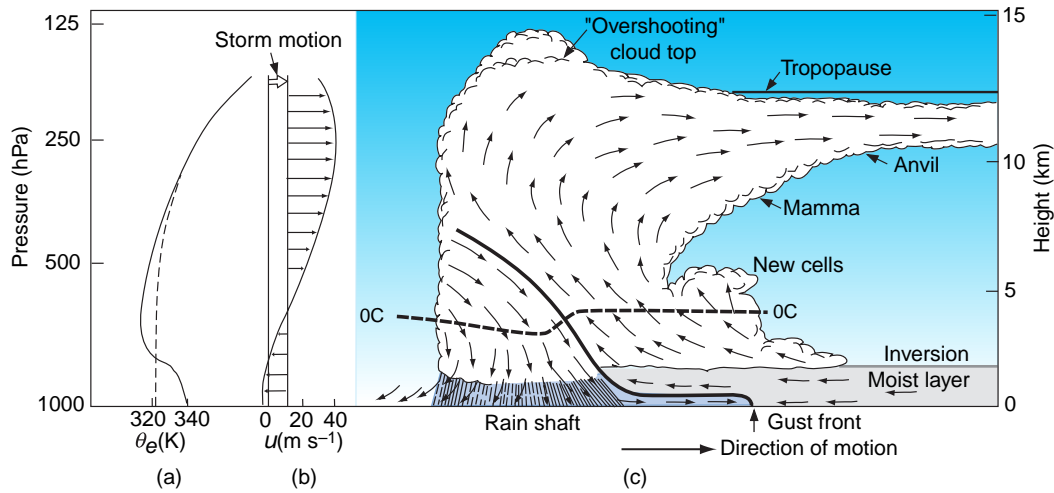 125
250
500
1000
Pressure (hPa)
320 340
θe(K)
(a)
Storm motion
0 20 40
u(m s–1)
(b)
"Overshooting"
cloud top
Tropopause
Anvil
Mamma
New cells
0C
0C
Inversion
Moist layer
Rain shaft
Gust front
Direction of motion
(c)
15
10
5
0
Height (km)